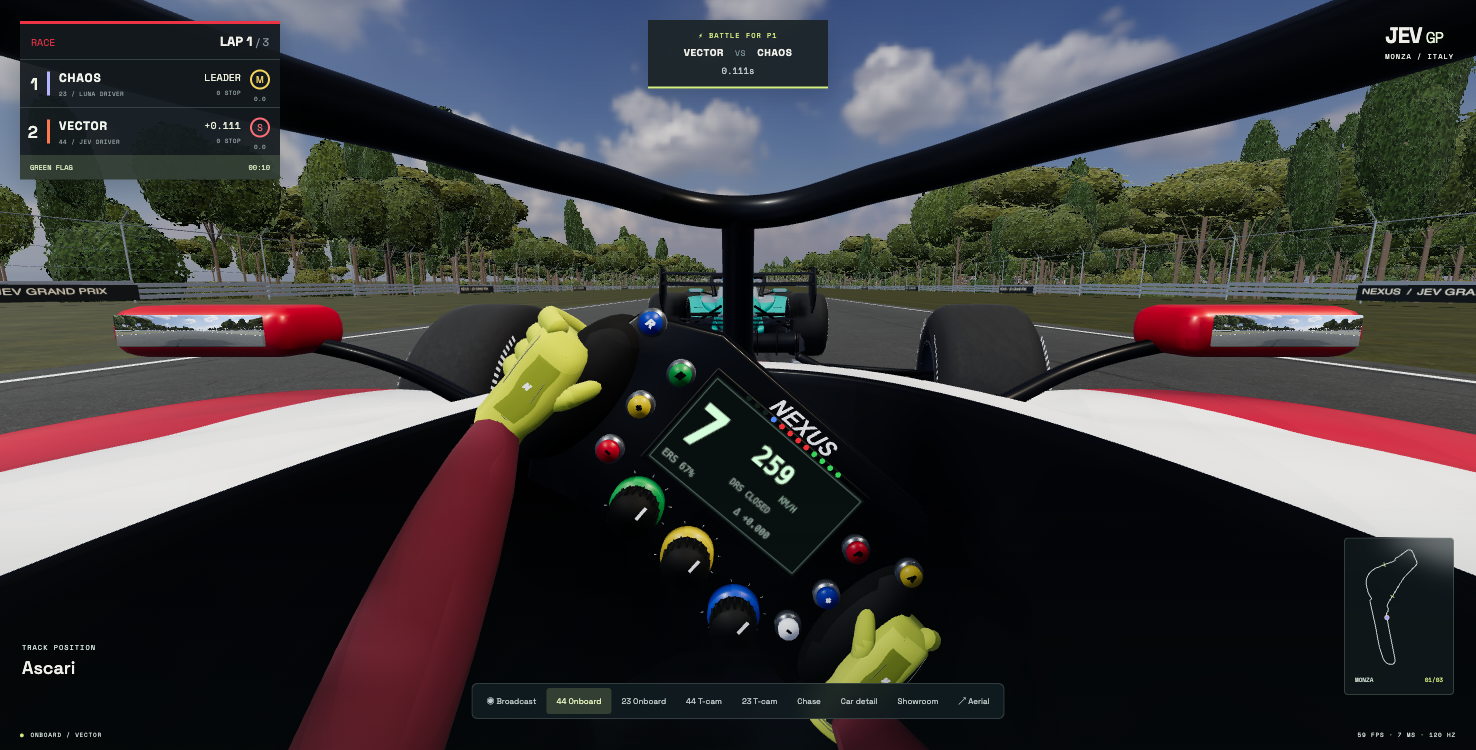 RACE
LAP 1 / 3
1 CHAOS LEADER M
23 / LUNA DRIVER 0 STOP 0.0
2 VECTOR +0.111 S
44 / JEV DRIVER 0 STOP 0.0
GREEN FLAG 00:10
⚡ BATTLE FOR P1
VECTOR VS CHAOS
0.111s
JEV GP
MONZA / ITALY
JEV GRAND PRIX
NEXUS / JEV GRA
R
NEXUS
7
259
KM/H
ERS 67%
DRS CLOSED
Δ +0.000
TRACK POSITION
Ascari
MONZA 01/03
Broadcast 44 Onboard 23 Onboard 44 T-cam 23 T-cam Chase Car detail Showroom Aerial
ONBOARD / VECTOR
59 FPS · 7 MS · 120 HZ